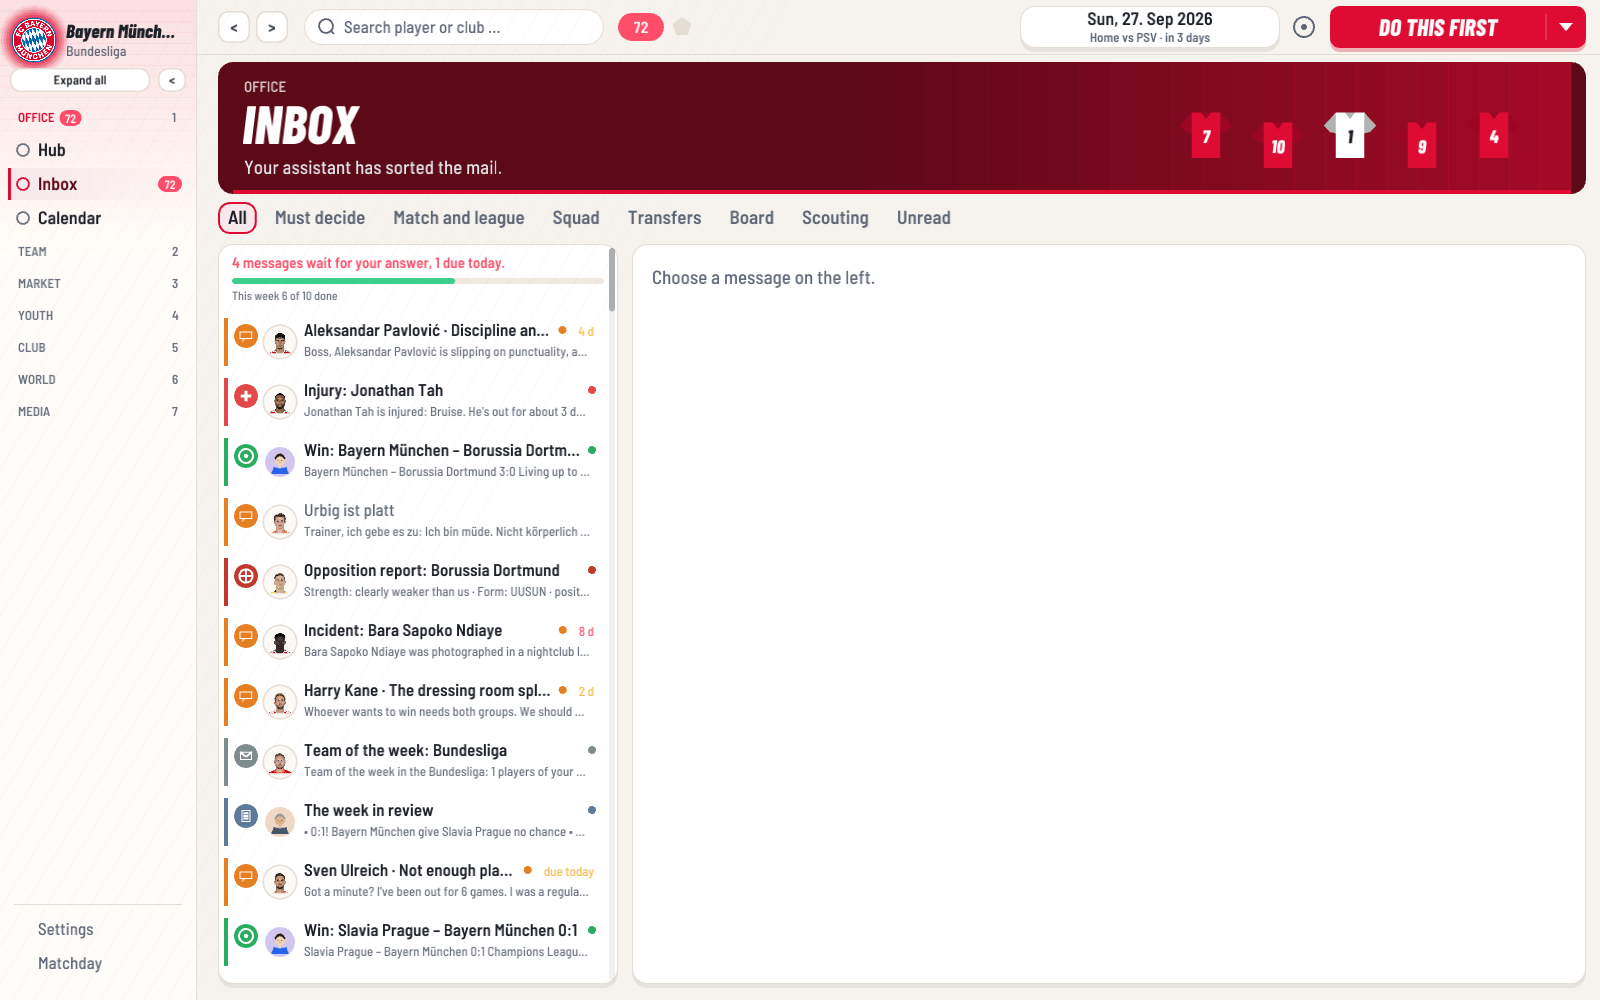 FC BAYERN
MÜNCHEN
Bayern Münch...
Bundesliga
Expand all
<
OFFICE 72 1
Hub
Inbox 72
Calendar
TEAM 2
MARKET 3
YOUTH 4
CLUB 5
WORLD 6
MEDIA 7
Settings
Matchday
< >
Search player or club ...
72
Sun, 27. Sep 2026
Home vs PSV · in 3 days
DO THIS FIRST
OFFICE
INBOX
Your assistant has sorted the mail.
7 10 1 9 4
All Must decide Match and league Squad Transfers Board Scouting Unread
4 messages wait for your answer, 1 due today.
This week 6 of 10 done
Aleksandar Pavlović · Discipline an... 4 d
Boss, Aleksandar Pavlović is slipping on punctuality, a...
Injury: Jonathan Tah
Jonathan Tah is injured: Bruise. He's out for about 3 d...
Win: Bayern München – Borussia Dortm...
Bayern München – Borussia Dortmund 3:0 Living up to ...
Urbig ist platt
Trainer, ich gebe es zu: Ich bin müde. Nicht körperlich ...
Opposition report: Borussia Dortmund
Strength: clearly weaker than us · Form: UUSUN · posit...
Incident: Bara Sapoko Ndiaye 8 d
Bara Sapoko Ndiaye was photographed in a nightclub l...
Harry Kane · The dressing room spl... 2 d
Whoever wants to win needs both groups. We should ...
Team of the week: Bundesliga
Team of the week in the Bundesliga: 1 players of your ...
The week in review
• 0:1! Bayern München give Slavia Prague no chance • ...
Sven Ulreich · Not enough pla... due today
Got a minute? I've been out for 6 games. I was a regula...
Win: Slavia Prague – Bayern München 0:1
Slavia Prague – Bayern München 0:1 Champions Leagu...
Choose a message on the left.